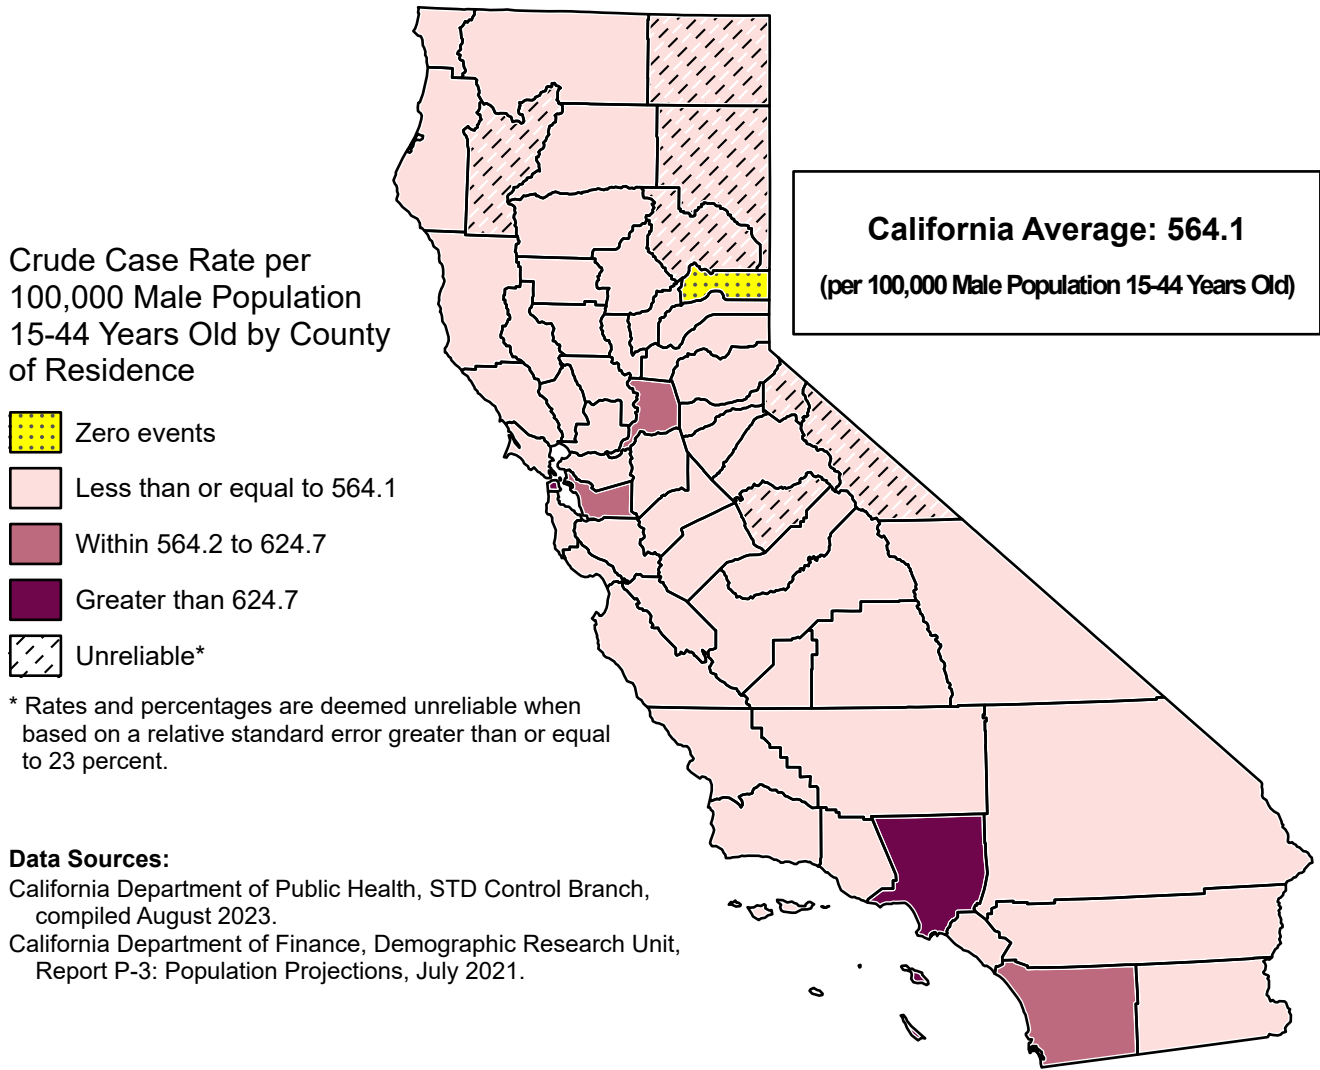 California Average: 564.1
(per 100,000 Male Population 15-44 Years Old)
Crude Case Rate per
100,000 Male Population
15-44 Years Old by County
of Residence
Zero events
Less than or equal to 564.1
Within 564.2 to 624.7
Greater than 624.7
Unreliable*
* Rates and percentages are deemed unreliable when
based on a relative standard error greater than or equal
to 23 percent.
Data Sources:
California Department of Public Health, STD Control Branch,
compiled August 2023.
California Department of Finance, Demographic Research Unit,
Report P-3: Population Projections, July 2021.